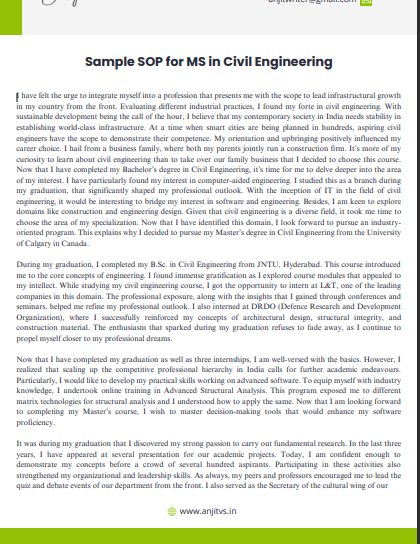 anjitwriter@gmail.com
Sample SOP for MS in Civil Engineering
I have felt the urge to integrate myself into a profession that presents me with the scope to lead infrastructural growth
in my country from the front. Evaluating different industrial practices, I found my forte in civil engineering. With
sustainable development being the call of the hour, I believe that my contemporary society in India needs stability in
establishing world-class infrastructure. At a time when smart cities are being planned in hundreds, aspiring civil
engineers have the scope to demonstrate their competence. My orientation and upbringing positively influenced my
career choice. I hail from a business family, where both my parents jointly run a construction firm. It's more of my
curiosity to learn about civil engineering than to take over our family business that I decided to choose this course.
Now that I have completed my Bachelor's degree in Civil Engineering, it's time for me to delve deeper into the area
of my interest. I have particularly found my interest in computer-aided engineering. I studied this as a branch during
my graduation, that significantly shaped my professional outlook. With the inception of IT in the field of civil
engineering, it would be interesting to bridge my interest in software and engineering. Besides, I am keen to explore
domains like construction and engineering design. Given that civil engineering is a diverse field, it took me time to
choose the area of my specialization. Now that I have identified this domain, I look forward to pursue an industry-
oriented program. This explains why I decided to pursue my Master's degree in Civil Engineering from the University
of Calgary in Canada.
During my graduation, I completed my B.Sc. in Civil Engineering from JNTU, Hyderabad. This course introduced
me to the core concepts of engineering. I found immense gratification as I explored course modules that appealed to
my intellect. While studying my civil engineering course, I got the opportunity to intern at L&T, one of the leading
companies in this domain. The professional exposure, along with the insights that I gained through conferences and
seminars, helped me refine my professional outlook. I also interned at DRDO (Defence Research and Development
Organization), where I successfully reinforced my concepts of architectural design, structural integrity, and
construction material. The enthusiasm that sparked during my graduation refuses to fade away, as I continue to
propel myself closer to my professional dreams.
Now that I have completed my graduation as well as three internships, I am well-versed with the basics. However, I
realized that scaling up the competitive professional hierarchy in India calls for further academic endeavours.
Particularly, I would like to develop my practical skills working on advanced software. To equip myself with industry
knowledge, I undertook online training in Advanced Structural Analysis. This program exposed me to different
matrix technologies for structural analysis and I understood how to apply the same. Now that I am looking forward
to completing my Master's course, I wish to master decision-making tools that would enhance my software
proficiency.
It was during my graduation that I discovered my strong passion to carry out fundamental research. In the last three
years, I have appeared at several presentation for our academic projects. Today, I am confident enough to
demonstrate my concepts before a crowd of several hundred aspirants. Participating in these activities also
strengthened my organizational and leadership skills. As always, my peers and professors encouraged me to lead the
quiz and debate events of our department from the front. I also served as the Secretary of the cultural wing of our
www.anjitvs.in